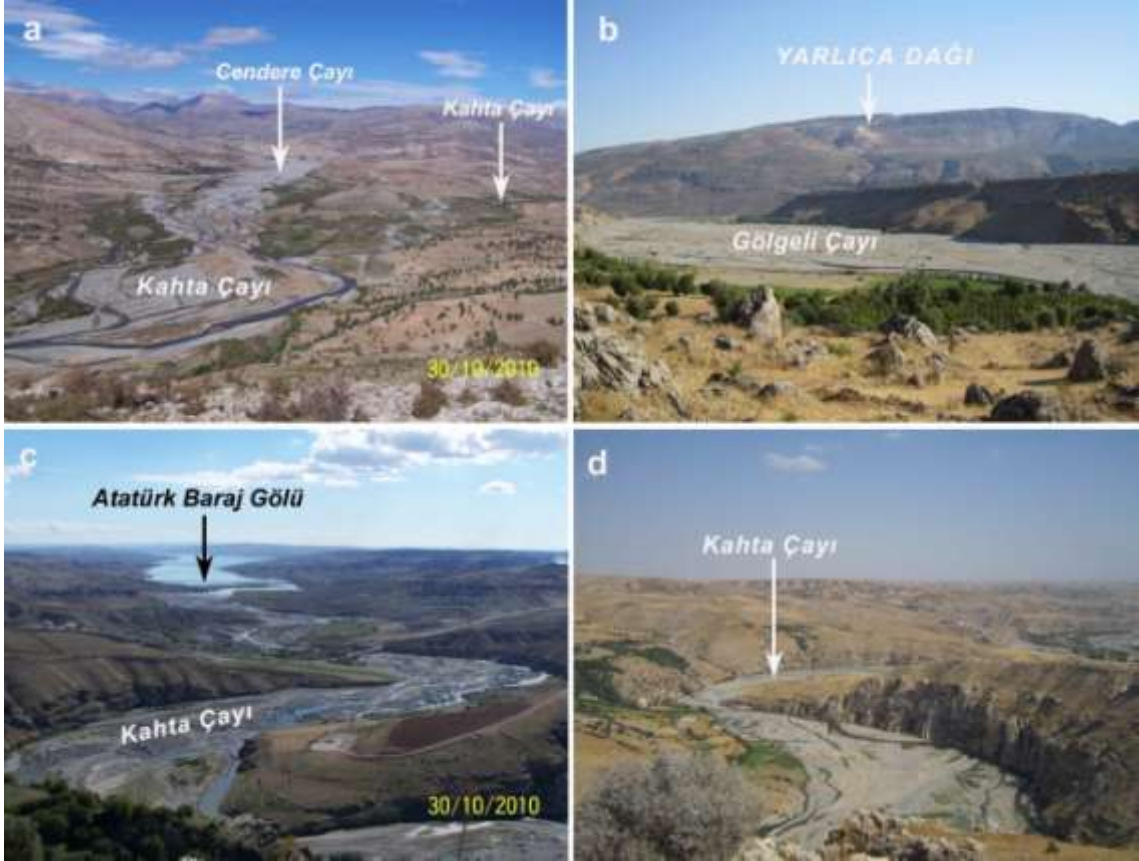 a
Cendere Çayı
Kahta Çayı
Kahta Çayı
30/10/2010
b
YARLICA DAĞI
Gölgeli Çayı
c
Atatürk Baraj Gölü
Kahta Çayı
30/10/2010
d
Kahta Çayı